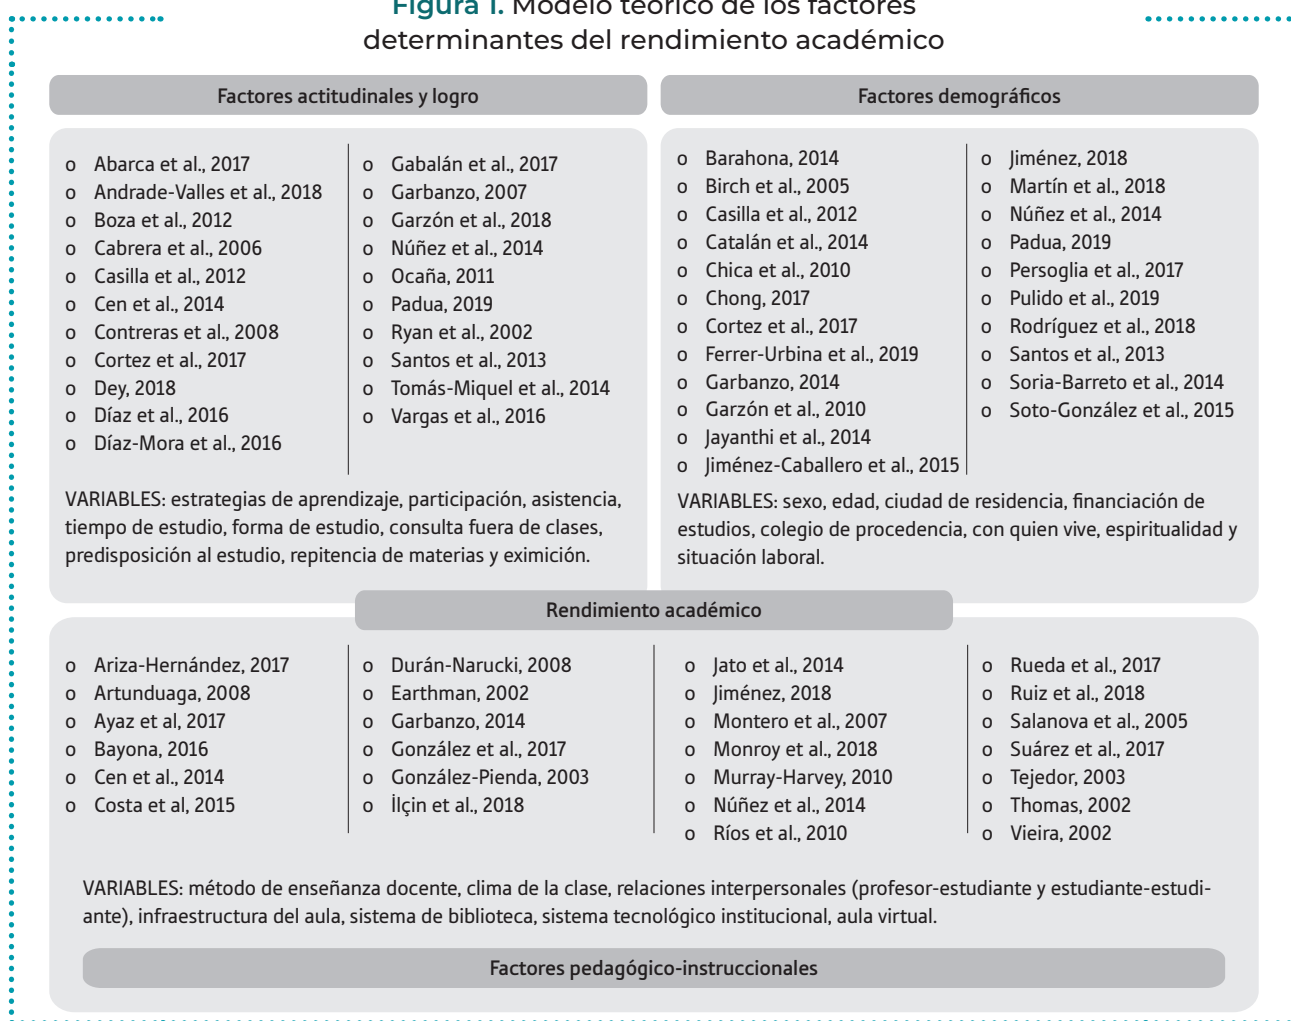 Figura 1. Modelo teórico de los factores
determinantes del rendimiento académico
Factores actitudinales y logro
o Abarca et al., 2017
o Andrade-Valles et al., 2018
o Boza et al., 2012
o Cabrera et al., 2006
o Casilla et al., 2012
o Cen et al., 2014
o Contreras et al., 2008
o Cortez et al., 2017
o Dey, 2018
o Díaz et al., 2016
o Díaz-Mora et al., 2016
o Gabalán et al., 2017
o Garbanzo, 2007
o Garzón et al., 2018
o Núñez et al., 2014
o Ocaña, 2011
o Padua, 2019
o Ryan et al., 2002
o Santos et al., 2013
o Tomás-Miquel et al., 2014
o Vargas et al., 2016
VARIABLES: estrategias de aprendizaje, participación, asistencia,
tiempo de estudio, forma de estudio, consulta fuera de clases,
predisposición al estudio, repitencia de materias y eximición.
Factores demográficos
o Barahona, 2014
o Birch et al., 2005
o Casilla et al., 2012
o Catalán et al., 2014
o Chica et al., 2010
o Chong, 2017
o Cortez et al., 2017
o Ferrer-Urbina et al., 2019
o Garbanzo, 2014
o Garzón et al., 2010
o Jayanthi et al., 2014
o Jiménez-Caballero et al., 2015
o Jiménez, 2018
o Martín et al., 2018
o Núñez et al., 2014
o Padua, 2019
o Persoglia et al., 2017
o Pulido et al., 2019
o Rodríguez et al., 2018
o Santos et al., 2013
o Soria-Barreto et al., 2014
o Soto-González et al., 2015
VARIABLES: sexo, edad, ciudad de residencia, financiación de
estudios, colegio de procedencia, con quien vive, espiritualidad y
situación laboral.
Rendimiento académico
o Ariza-Hernández, 2017
o Artunduaga, 2008
o Ayaz et al, 2017
o Bayona, 2016
o Cen et al., 2014
o Costa et al, 2015
o Durán-Narucki, 2008
o Earthman, 2002
o Garbanzo, 2014
o González et al., 2017
o González-Pienda, 2003
o İlçin et al., 2018
o Jato et al., 2014
o Jiménez, 2018
o Montero et al., 2007
o Monroy et al., 2018
o Murray-Harvey, 2010
o Núñez et al., 2014
o Ríos et al., 2010
o Rueda et al., 2017
o Ruiz et al., 2018
o Salanova et al., 2005
o Suárez et al., 2017
o Tejedor, 2003
o Thomas, 2002
o Vieira, 2002
VARIABLES: método de enseñanza docente, clima de la clase, relaciones interpersonales (profesor-estudiante y estudiante-estudi-
ante), infraestructura del aula, sistema de biblioteca, sistema tecnológico institucional, aula virtual.
Factores pedagógico-instruccionales